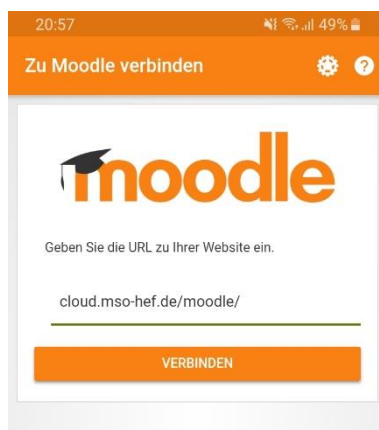 20:57 49%
Zu Moodle verbinden
moodle
Geben Sie die URL zu Ihrer Website ein.
cloud.mso-hef.de/moodle/
VERBINDEN